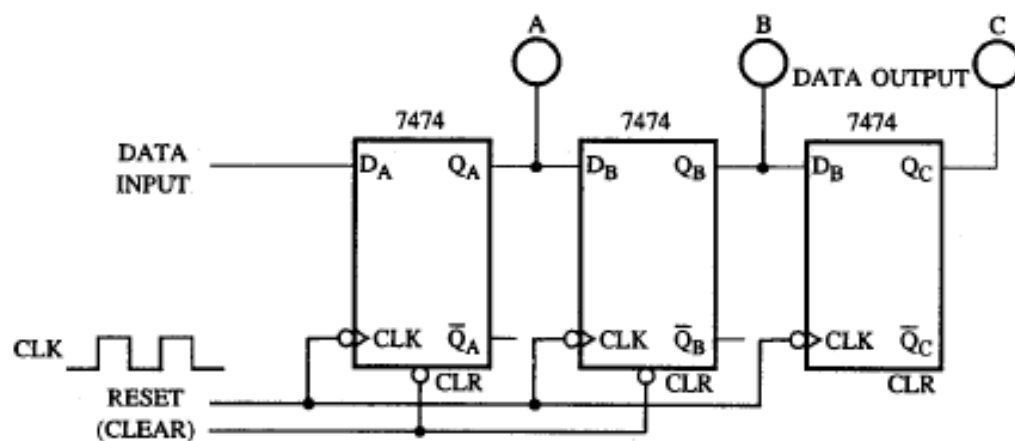 A B C
DATA OUTPUT
7474 7474 7474
DATA INPUT
D_A Q_A D_B Q_B D_B Q_C
CLK
CLK Q̅_A CLK Q̅_B CLK Q̅_C
CLR CLR CLR
RESET
(CLEAR)